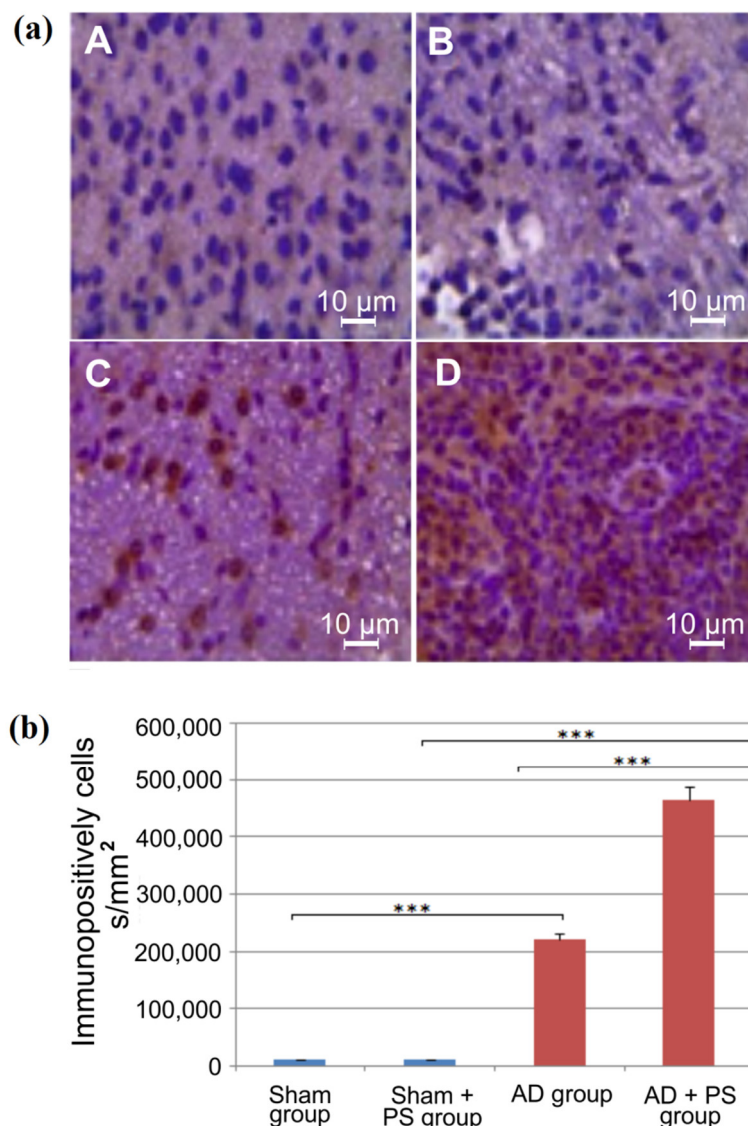 (a)
A
B
10 µm
10 µm
C
D
10 µm
10 µm
(b)
Immunopositively cells
s/mm²
600,000
500,000
400,000
300,000
200,000
100,000
0
***
***
***
Sham
group
Sham +
PS group
AD group
AD + PS
group